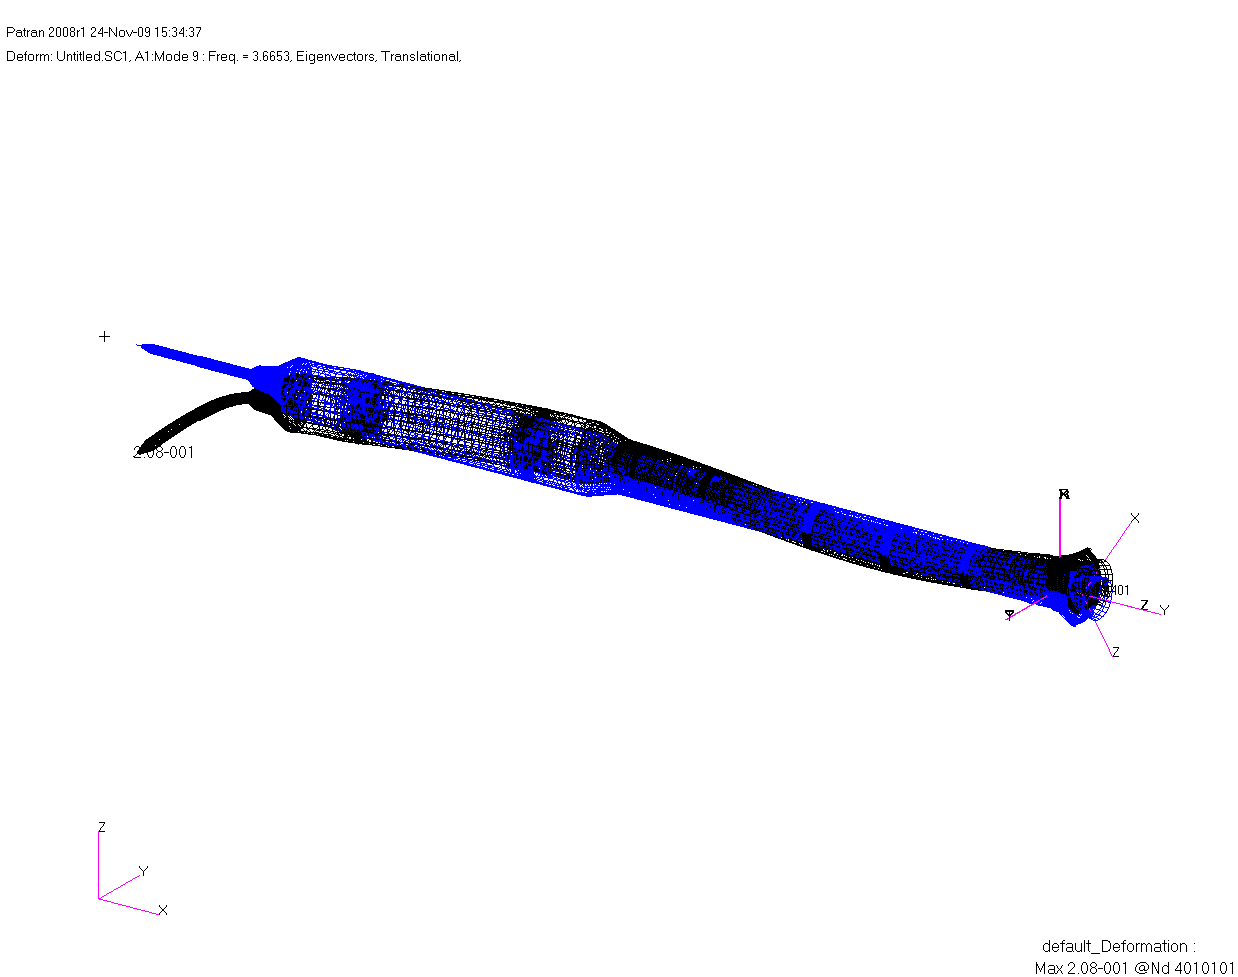 Patran 2008r1 24-Nov-09 15:34:37
Deform: Untitled.SC1, A1:Mode 9 : Freq. = 3.6653, Eigenvectors, Translational,
2.08-001
R
X
Z
Y
Z
Z
Y
X
default_Deformation :
Max 2.08-001 @Nd 4010101